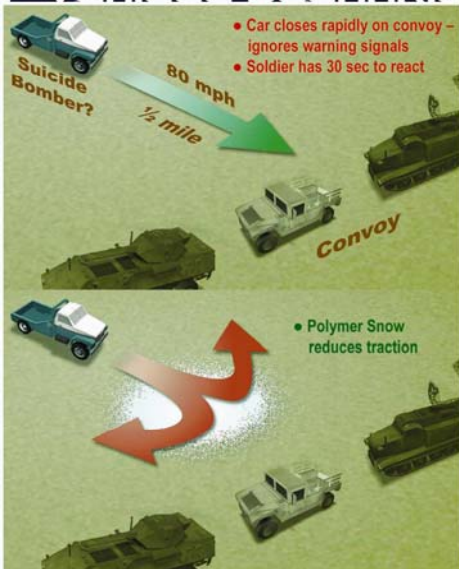 • Car closes rapidly on convoy –
ignores warning signals
• Soldier has 30 sec to react
Suicide
Bomber?
80 mph
½ mile
Convoy
• Polymer Snow
reduces traction